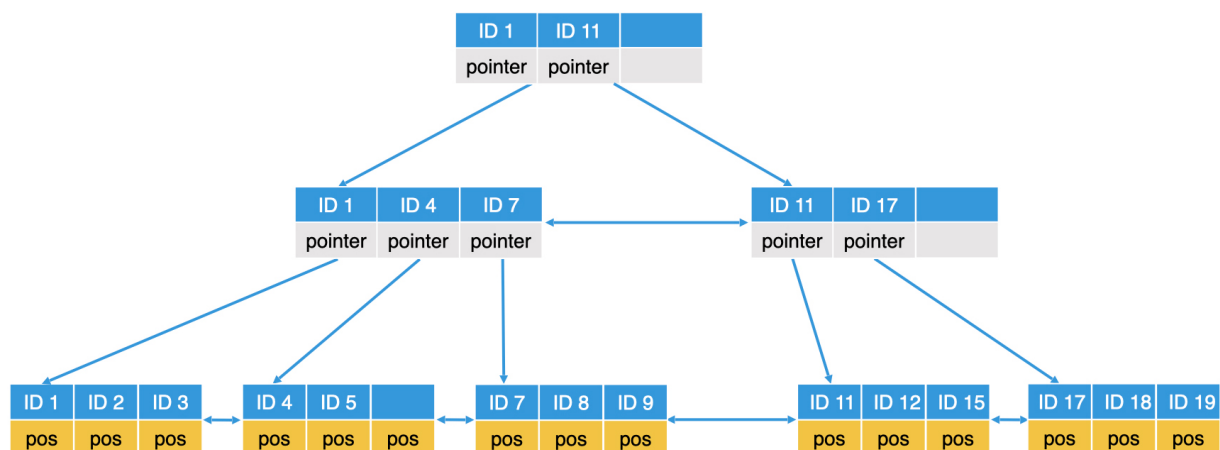 ID 1 ID 11
pointer pointer
ID 1 ID 4 ID 7 ID 11 ID 17
pointer pointer pointer pointer pointer
ID 1 ID 2 ID 3 ID 4 ID 5 ID 7 ID 8 ID 9 ID 11 ID 12 ID 15 ID 17 ID 18 ID 19
pos pos pos pos pos pos pos pos pos pos pos pos pos pos pos